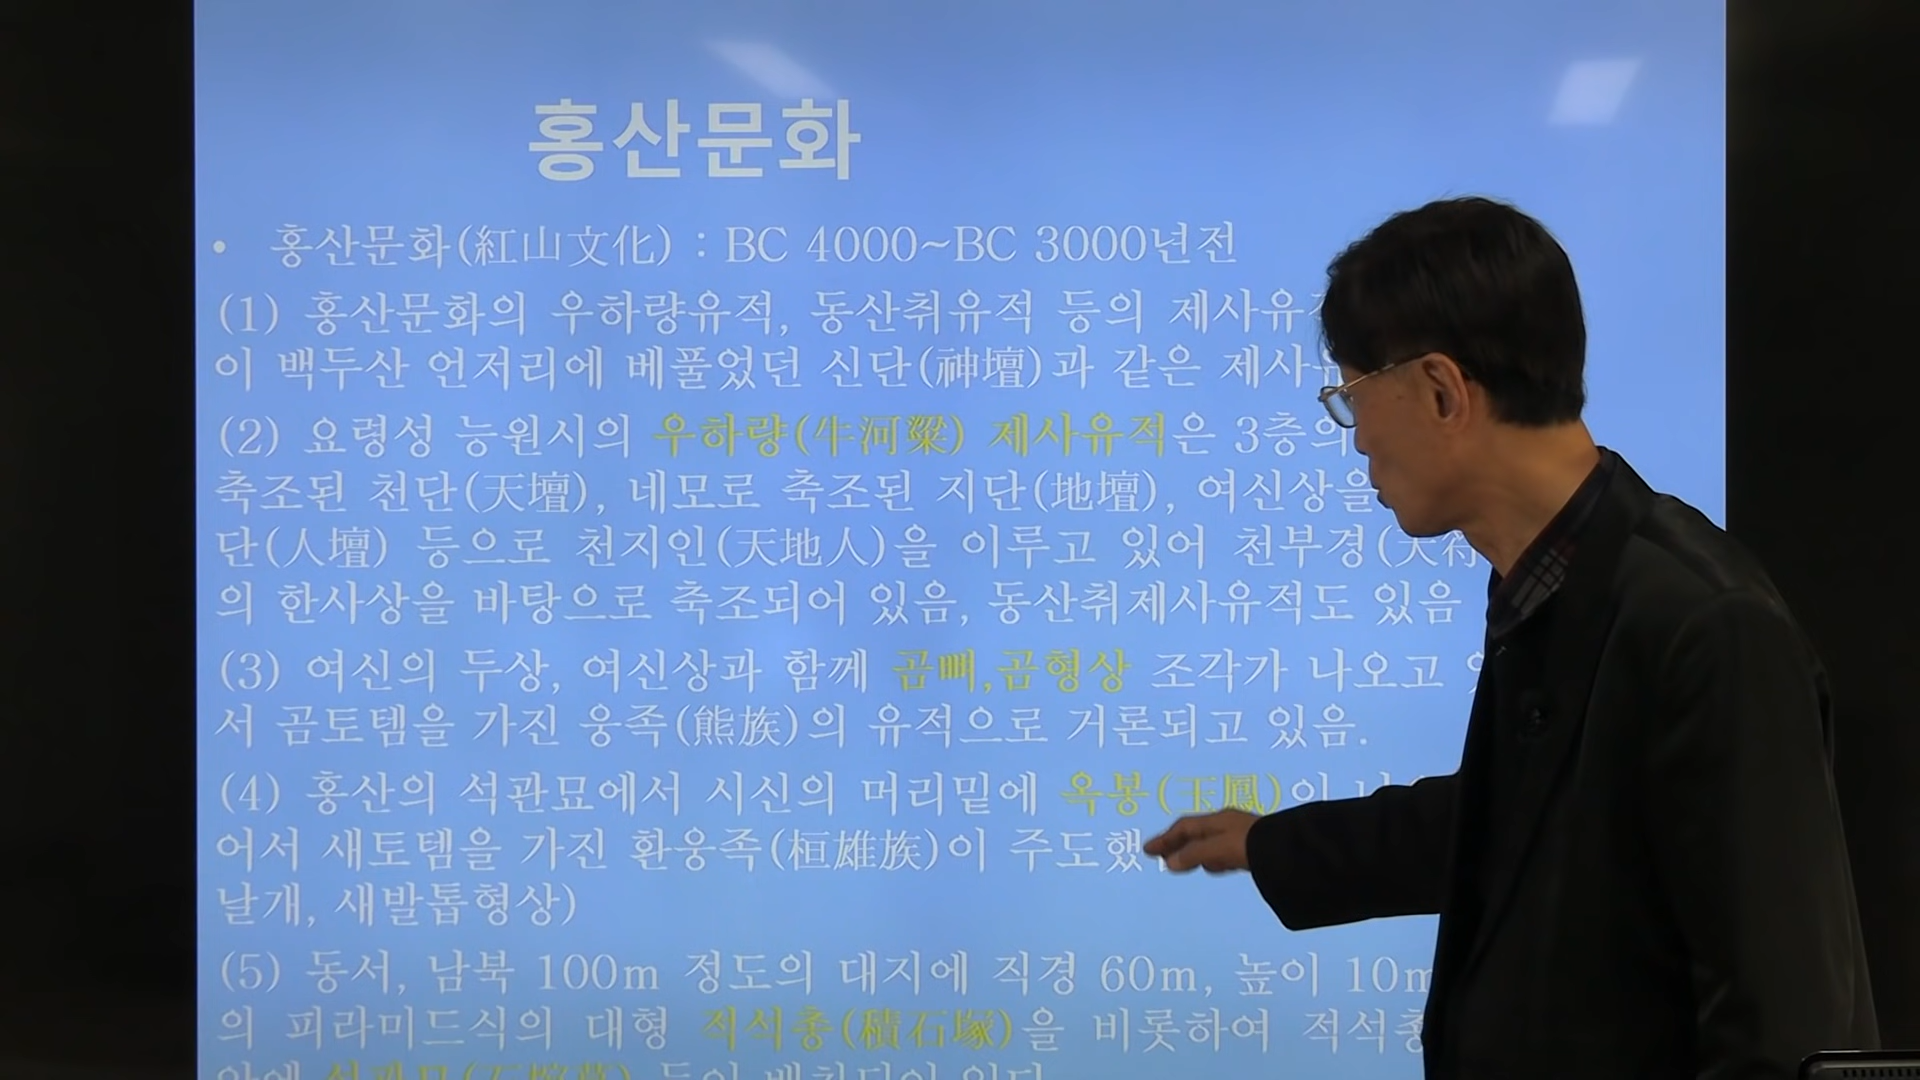 홍산문화
• 홍산문화(紅山文化) : BC 4000~BC 3000년전
(1) 홍산문화의 우하량유적, 동산취유적 등의
이 백두산 언저리에 베풀었던 신단(神壇)과 같은
(2) 요령성 능원시의 우하량(牛河梁) 제사유적은 3층의
축조된 천단(天壇), 네모로 축조된 지단(地壇), 여신상을
단(人壇) 등으로 천지인(天地人)을 이루고 있어 천부경(天符
의 한사상을 바탕으로 축조되어 있음, 동산취제사유적도 있음
(3) 여신의 두상, 여신상과 함께 곰뼈,곰형상 조각가 나오고
서 곰토템을 가진 웅족(熊族)의 유적으로 거론되고 있음.
(4) 홍산의 석관묘에서 시신의 머리밑에 옥봉(玉鳳)이
어서 새토템을 가진 환웅족(桓雄族)이 주도했
날개, 새발톱형상)
(5) 동서, 남북 100m 정도의 대지에 직경 60m, 높이 10m
의 피라미드식의 대형 적석총(積石塚)을 비롯하여 적석총